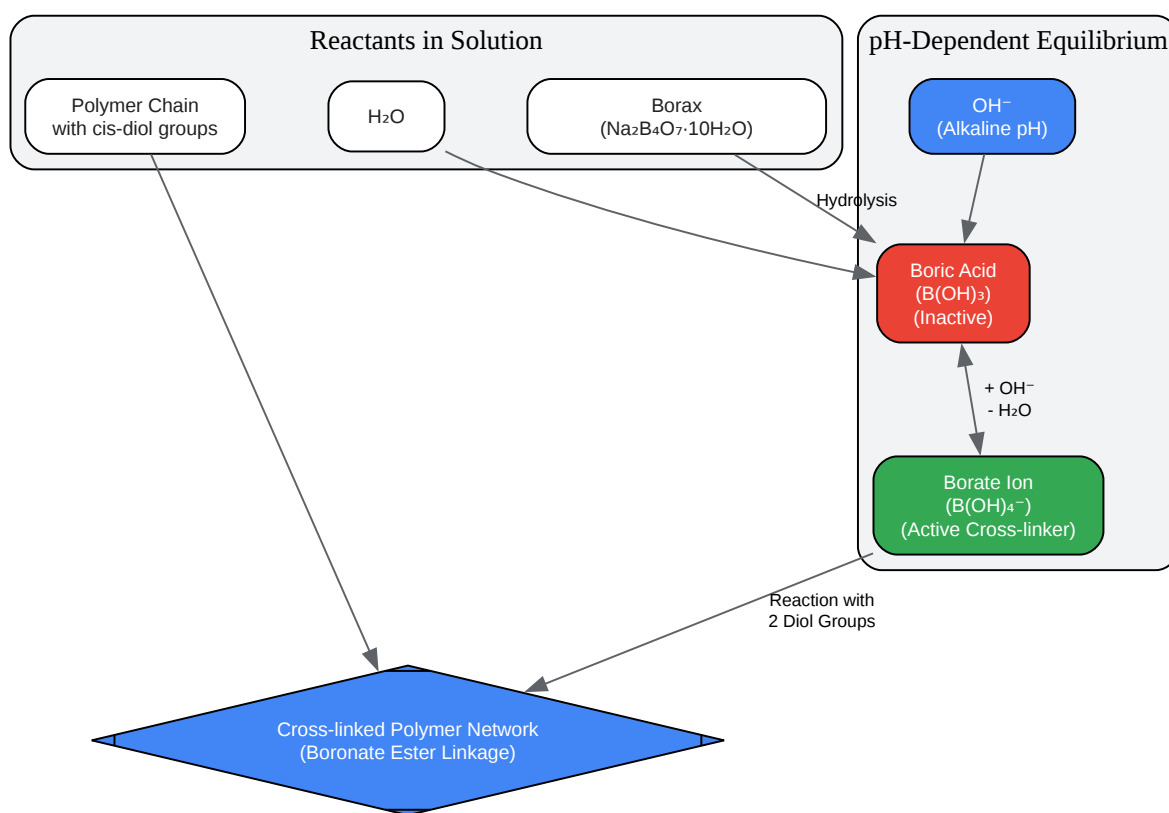 Reactants in Solution
pH-Dependent Equilibrium
Polymer Chain
with cis-diol groups
H₂O
Borax
(Na₂B₄O₇·10H₂O)
OH⁻
(Alkaline pH)
Hydrolysis
Boric Acid
(B(OH)₃)
(Inactive)
+ OH⁻
- H₂O
Borate Ion
(B(OH)₄⁻)
(Active Cross-linker)
Reaction with
2 Diol Groups
Cross-linked Polymer Network
(Boronate Ester Linkage)